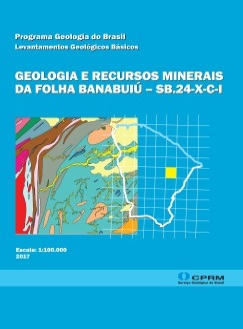 Programa Geologia do Brasil
Levantamentos Geológicos Básicos
GEOLOGIA E RECURSOS MINERAIS
DA FOLHA BANABUIÚ – SB.24-X-C-I
Escala: 1:100.000
2017
CPRM
Serviço Geológico do Brasil